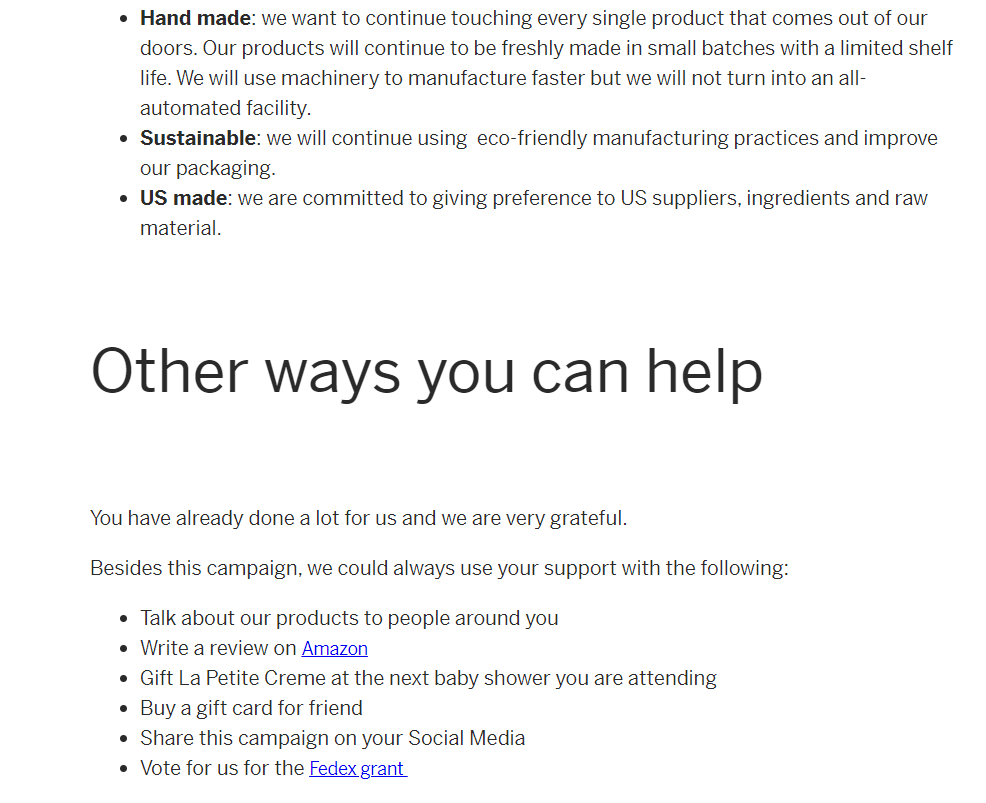 • Hand made: we want to continue touching every single product that comes out of our
doors. Our products will continue to be freshly made in small batches with a limited shelf
life. We will use machinery to manufacture faster but we will not turn into an all-
automated facility.
• Sustainable: we will continue using  eco-friendly manufacturing practices and improve
our packaging.
• US made: we are committed to giving preference to US suppliers, ingredients and raw
material.
Other ways you can help
You have already done a lot for us and we are very grateful.
Besides this campaign, we could always use your support with the following:
• Talk about our products to people around you
• Write a review on Amazon
• Gift La Petite Creme at the next baby shower you are attending
• Buy a gift card for friend
• Share this campaign on your Social Media
• Vote for us for the Fedex grant